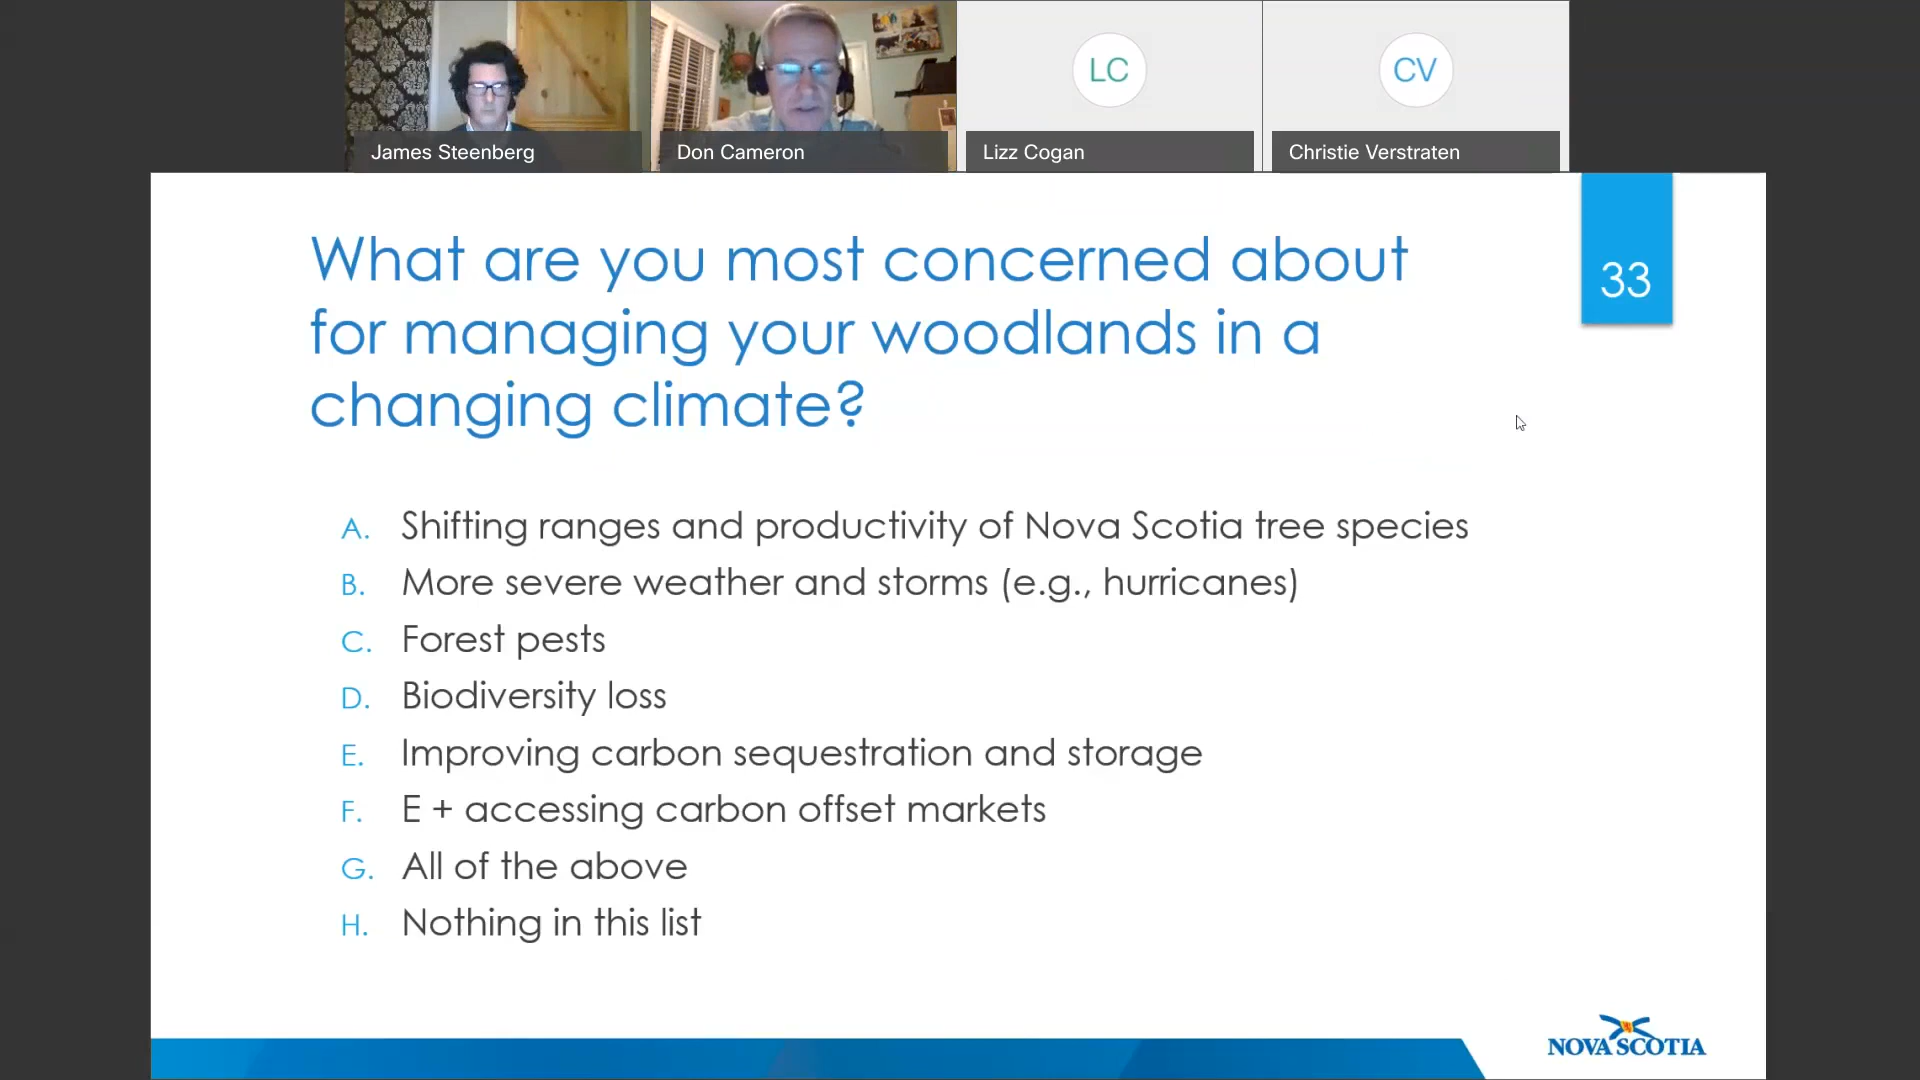 LC
CV
James Steenberg
Don Cameron
Lizz Cogan
Christie Verstraten
What are you most concerned about
for managing your woodlands in a
changing climate?
33
A. Shifting ranges and productivity of Nova Scotia tree species
B. More severe weather and storms (e.g., hurricanes)
C. Forest pests
D. Biodiversity loss
E. Improving carbon sequestration and storage
F. E + accessing carbon offset markets
G. All of the above
H. Nothing in this list
NOVA SCOTIA